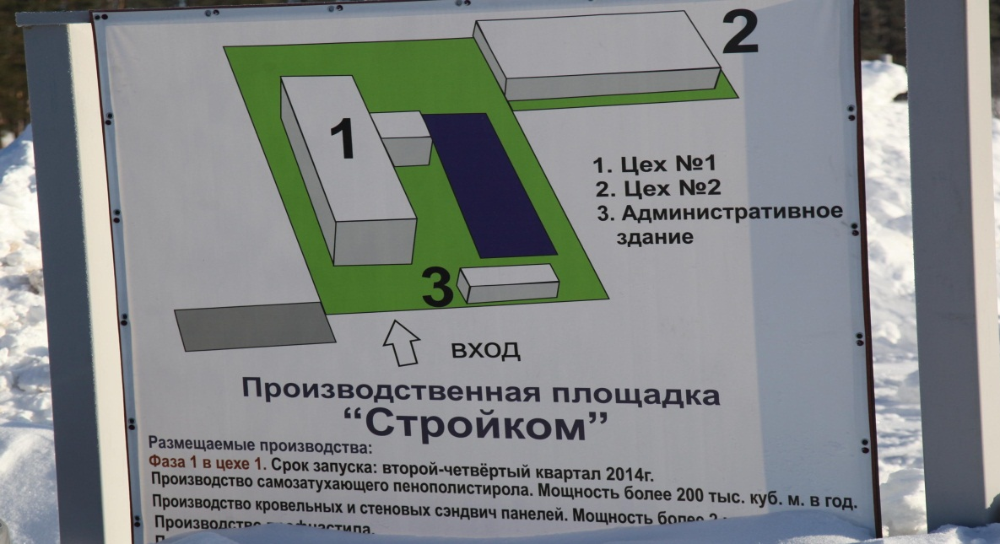 2
1
1. Цех №1
2. Цех №2
3. Административное
здание
3
вход
Производственная площадка
“Стройком”
Размещаемые производства:
Фаза 1 в цехе 1. Срок запуска: второй-четвёртый квартал 2014г.
Производство самозатухающего пенополистирола. Мощность более 200 тыс. куб. м. в год.
Производство кровельных и стеновых сэндвич панелей. Мощность более
Производство